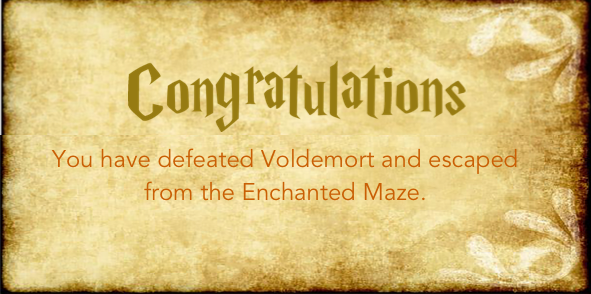 Congratulations
You have defeated Voldemort and escaped
from the Enchanted Maze.